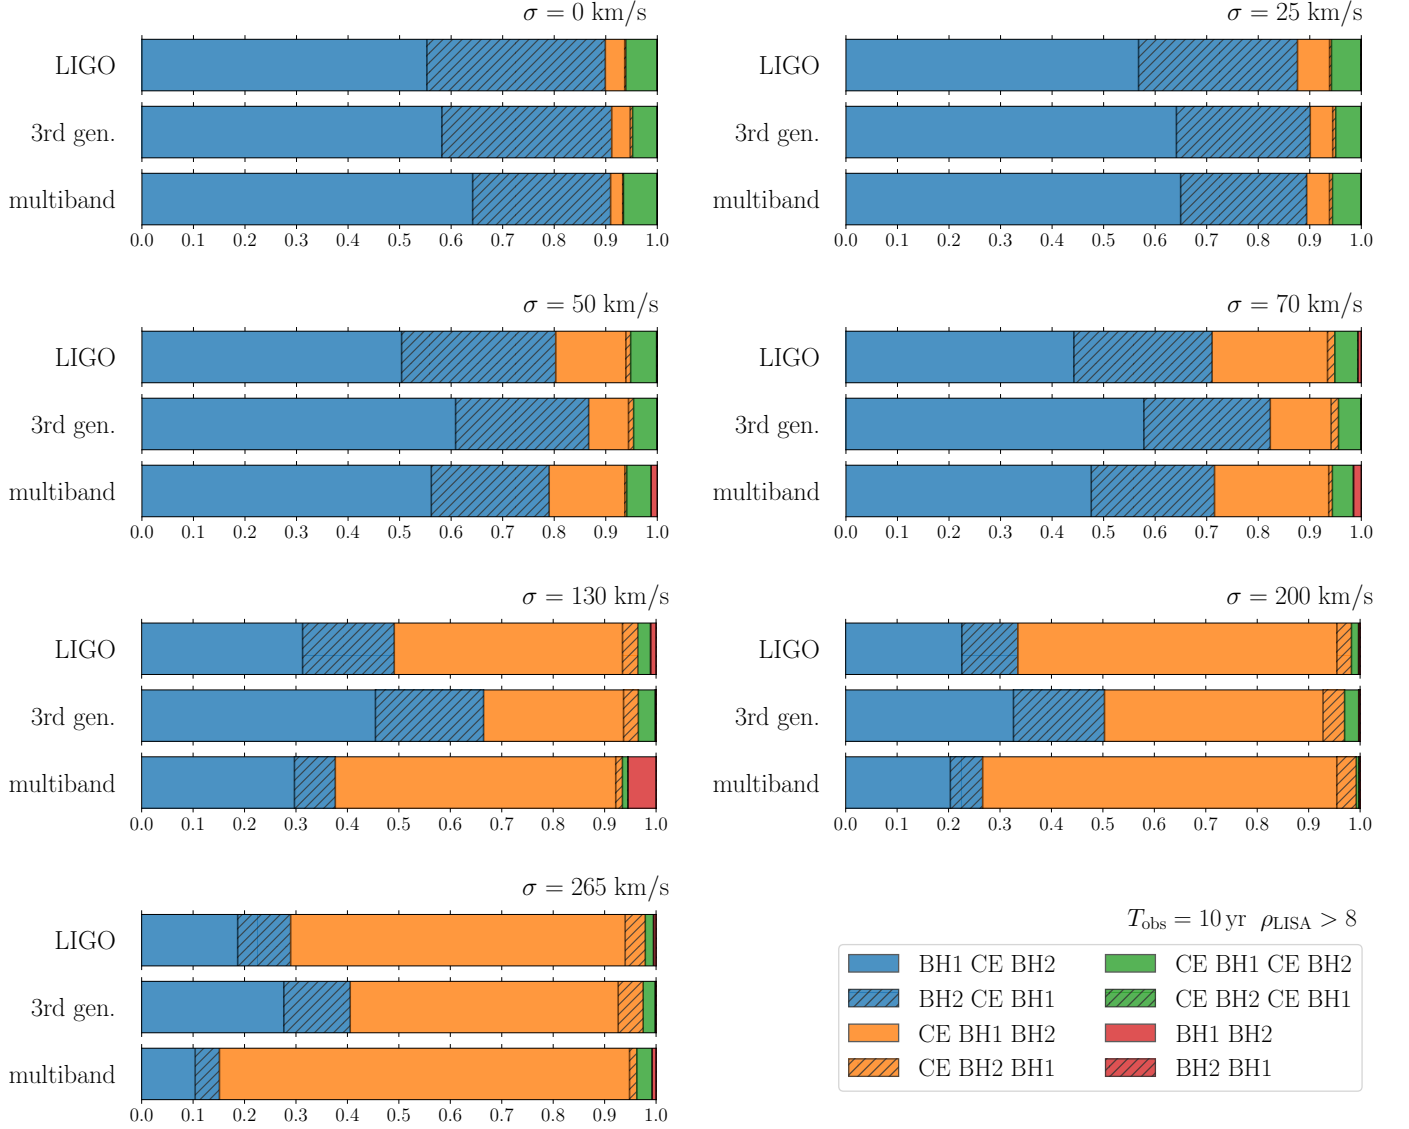 σ = 0 km/s
LIGO
3rd gen.
multiband
0.0 0.1 0.2 0.3 0.4 0.5 0.6 0.7 0.8 0.9 1.0
σ = 25 km/s
LIGO
3rd gen.
multiband
0.0 0.1 0.2 0.3 0.4 0.5 0.6 0.7 0.8 0.9 1.0
σ = 50 km/s
LIGO
3rd gen.
multiband
0.0 0.1 0.2 0.3 0.4 0.5 0.6 0.7 0.8 0.9 1.0
σ = 70 km/s
LIGO
3rd gen.
multiband
0.0 0.1 0.2 0.3 0.4 0.5 0.6 0.7 0.8 0.9 1.0
σ = 130 km/s
LIGO
3rd gen.
multiband
0.0 0.1 0.2 0.3 0.4 0.5 0.6 0.7 0.8 0.9 1.0
σ = 200 km/s
LIGO
3rd gen.
multiband
0.0 0.1 0.2 0.3 0.4 0.5 0.6 0.7 0.8 0.9 1.0
σ = 265 km/s
LIGO
3rd gen.
multiband
0.0 0.1 0.2 0.3 0.4 0.5 0.6 0.7 0.8 0.9 1.0
T_obs = 10 yr ρ_LISA > 8
BH1 CE BH2
BH2 CE BH1
CE BH1 BH2
CE BH2 BH1
CE BH1 CE BH2
CE BH2 CE BH1
BH1 BH2
BH2 BH1